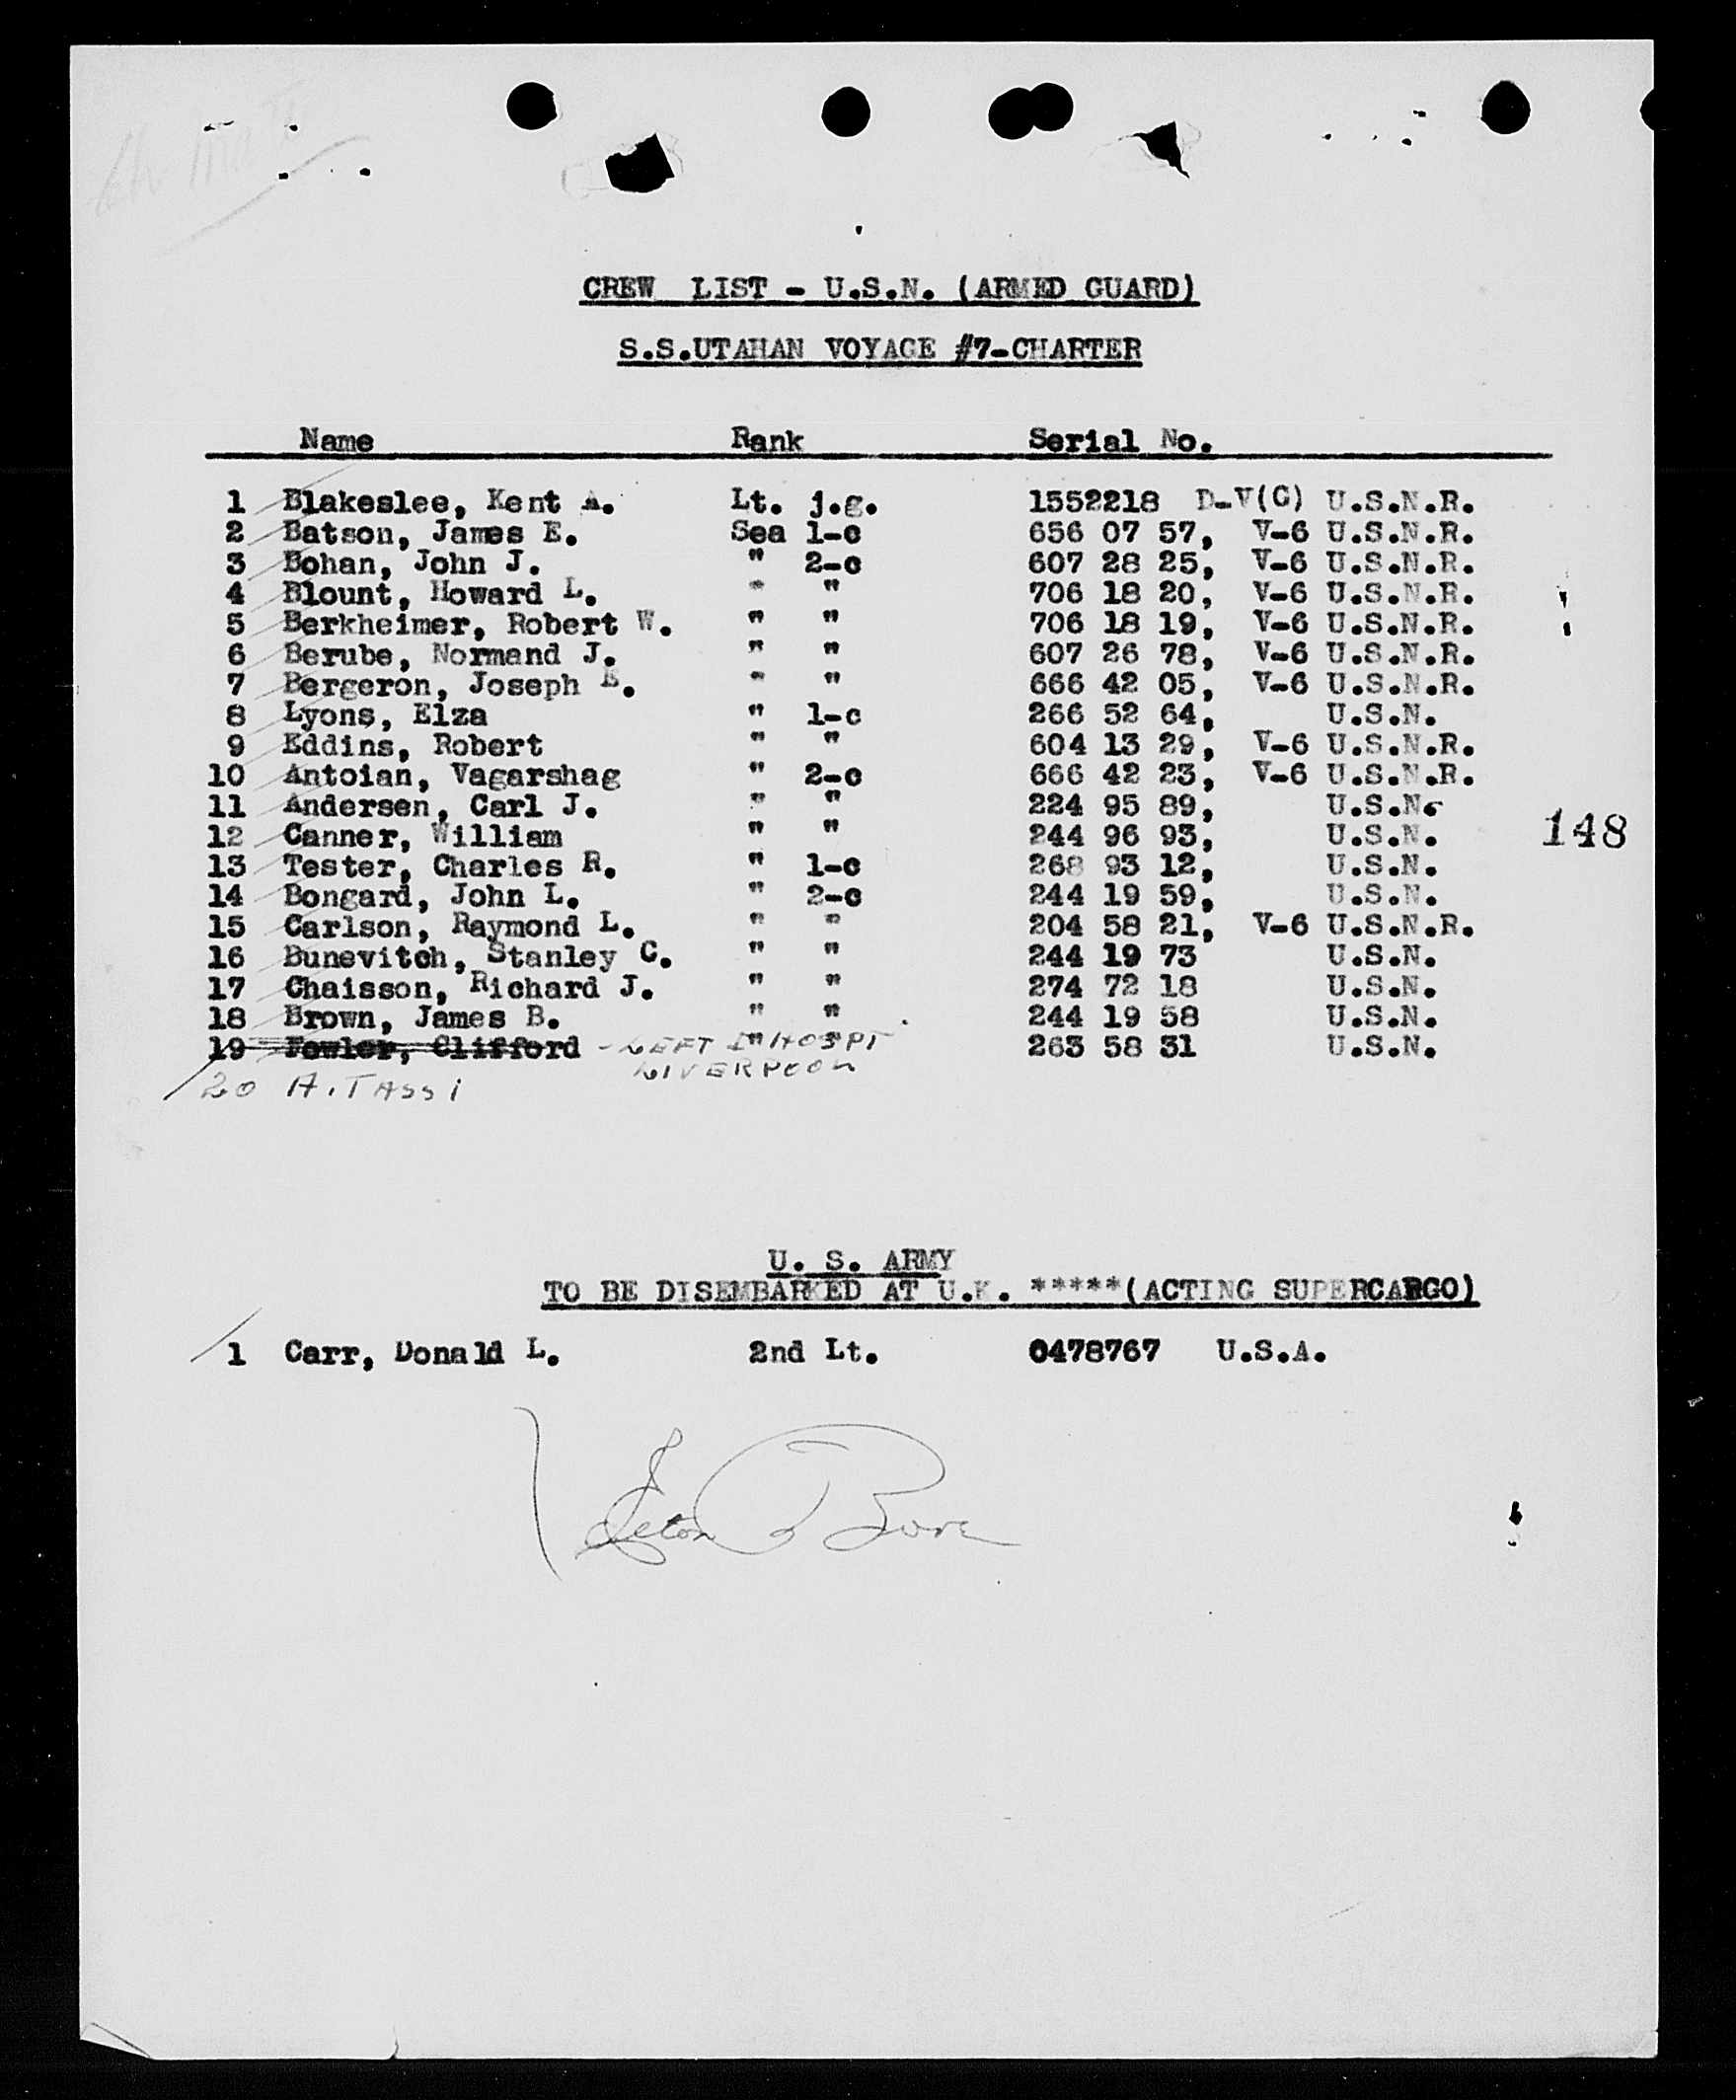 CREW LIST - U.S.N. (ARMED GUARD)
S.S.UTAHAN VOYAGE #7-CHARTER
Name Rank Serial No.
1 Blakeslee, Kent A. Lt. j.g. 1552218 D-V(G) U.S.N.R.
2 Batson, James E. Sea 1-c 656 07 57, V-6 U.S.N.R.
3 Bohan, John J. " 2-c 607 28 25, V-6 U.S.N.R.
4 Blount, Howard L. " " 706 18 20, V-6 U.S.N.R.
5 Berkheimer, Robert W. " " 706 18 19, V-6 U.S.N.R.
6 Berube, Normand J. " " 607 26 78, V-6 U.S.N.R.
7 Bergeron, Joseph E. " " 666 42 05, V-6 U.S.N.R.
8 Lyons, Elza " 1-c 266 52 64, U.S.N.
9 Eddins, Robert " " 604 13 29, V-6 U.S.N.R.
10 Antoian, Vagarshag " 2-c 666 42 23, V-6 U.S.N.R.
11 Andersen, Carl J. " " 224 95 89, U.S.N.
12 Canner, William " " 244 96 93, U.S.N.
148
13 Tester, Charles R. " 1-c 268 93 12, U.S.N.
14 Bongard, John L. " 2-c 244 19 59, U.S.N.
15 Carlson, Raymond L. " " 204 58 21, V-6 U.S.N.R.
16 Bunevitch, Stanley C. " " 244 19 73 U.S.N.
17 Chaisson, Richard J. " " 274 72 18 U.S.N.
18 Brown, James B. " " 244 19 58 U.S.N.
19 Fowler, Clifford - LEFT IN HOSPT " " 263 58 31 U.S.N.
LIVERPOOL
20 A. TASSI
U. S. ARMY
TO BE DISEMBARKED AT U.K. *****(ACTING SUPERCARGO)
1 Carr, Donald L. 2nd Lt. 0478767 U.S.A.